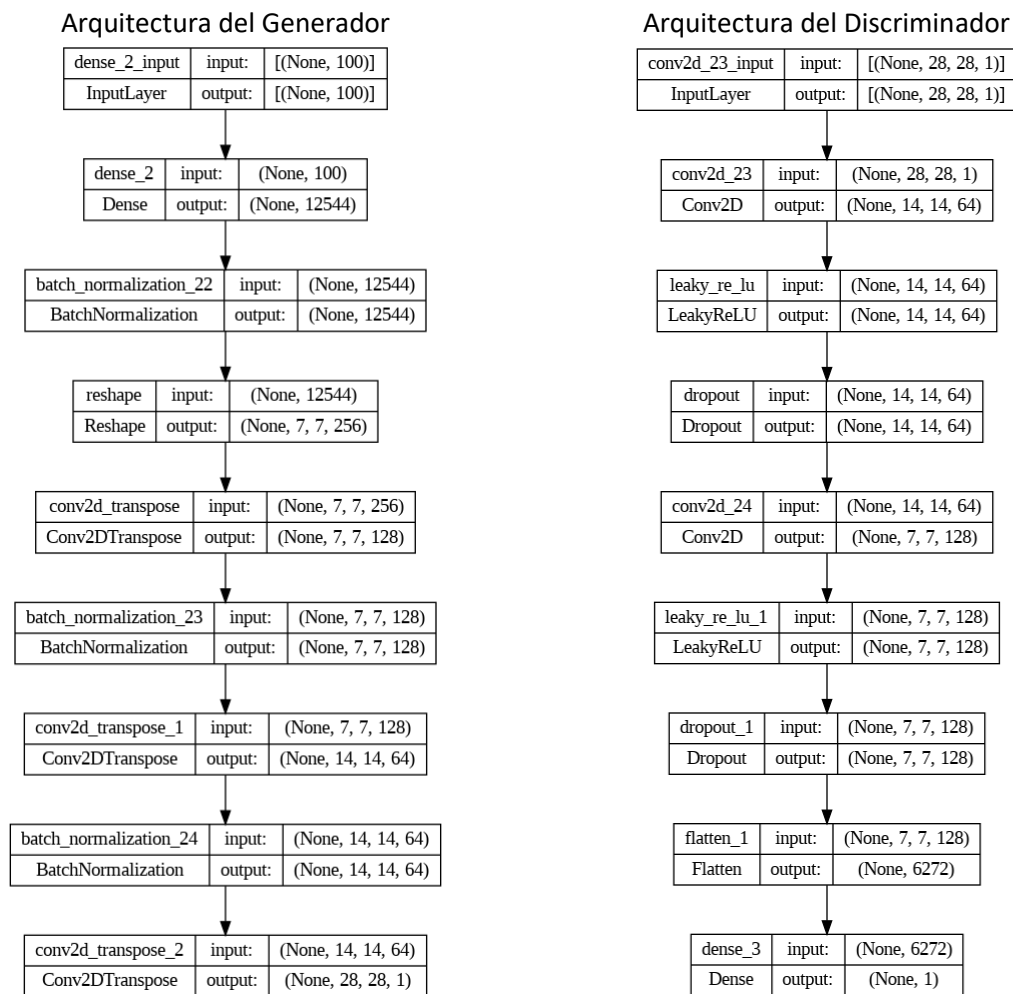 Arquitectura del Generador
dense_2_input input: [(None, 100)]
InputLayer output: [(None, 100)]
dense_2 input: (None, 100)
Dense output: (None, 12544)
batch_normalization_22 input: (None, 12544)
BatchNormalization output: (None, 12544)
reshape input: (None, 12544)
Reshape output: (None, 7, 7, 256)
conv2d_transpose input: (None, 7, 7, 256)
Conv2DTranspose output: (None, 7, 7, 128)
batch_normalization_23 input: (None, 7, 7, 128)
BatchNormalization output: (None, 7, 7, 128)
conv2d_transpose_1 input: (None, 7, 7, 128)
Conv2DTranspose output: (None, 14, 14, 64)
batch_normalization_24 input: (None, 14, 14, 64)
BatchNormalization output: (None, 14, 14, 64)
conv2d_transpose_2 input: (None, 14, 14, 64)
Conv2DTranspose output: (None, 28, 28, 1)
Arquitectura del Discriminador
conv2d_23_input input: [(None, 28, 28, 1)]
InputLayer output: [(None, 28, 28, 1)]
conv2d_23 input: (None, 28, 28, 1)
Conv2D output: (None, 14, 14, 64)
leaky_re_lu input: (None, 14, 14, 64)
LeakyReLU output: (None, 14, 14, 64)
dropout input: (None, 14, 14, 64)
Dropout output: (None, 14, 14, 64)
conv2d_24 input: (None, 14, 14, 64)
Conv2D output: (None, 7, 7, 128)
leaky_re_lu_1 input: (None, 7, 7, 128)
LeakyReLU output: (None, 7, 7, 128)
dropout_1 input: (None, 7, 7, 128)
Dropout output: (None, 7, 7, 128)
flatten_1 input: (None, 7, 7, 128)
Flatten output: (None, 6272)
dense_3 input: (None, 6272)
Dense output: (None, 1)